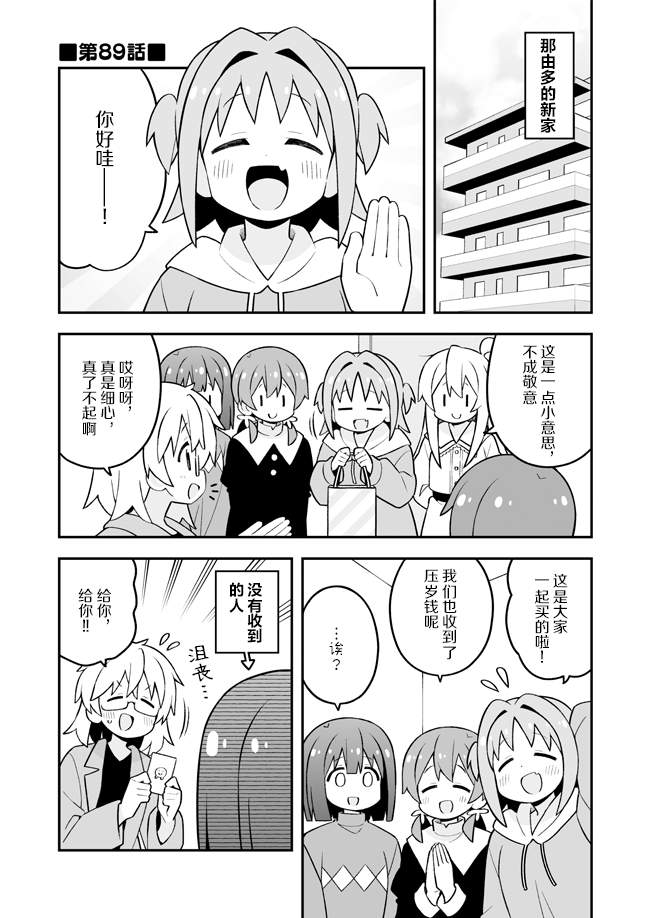 ■第89話■
那由多的新家
你好哇——！
这是一点小意思，
不成敬意
哎呀呀，
真是细心，
真了不起啊
这是大家
一起买的啦！
我们也收到了
压岁钱呢
…诶？
没有收到
的人
沮丧…
给你，
给你!!